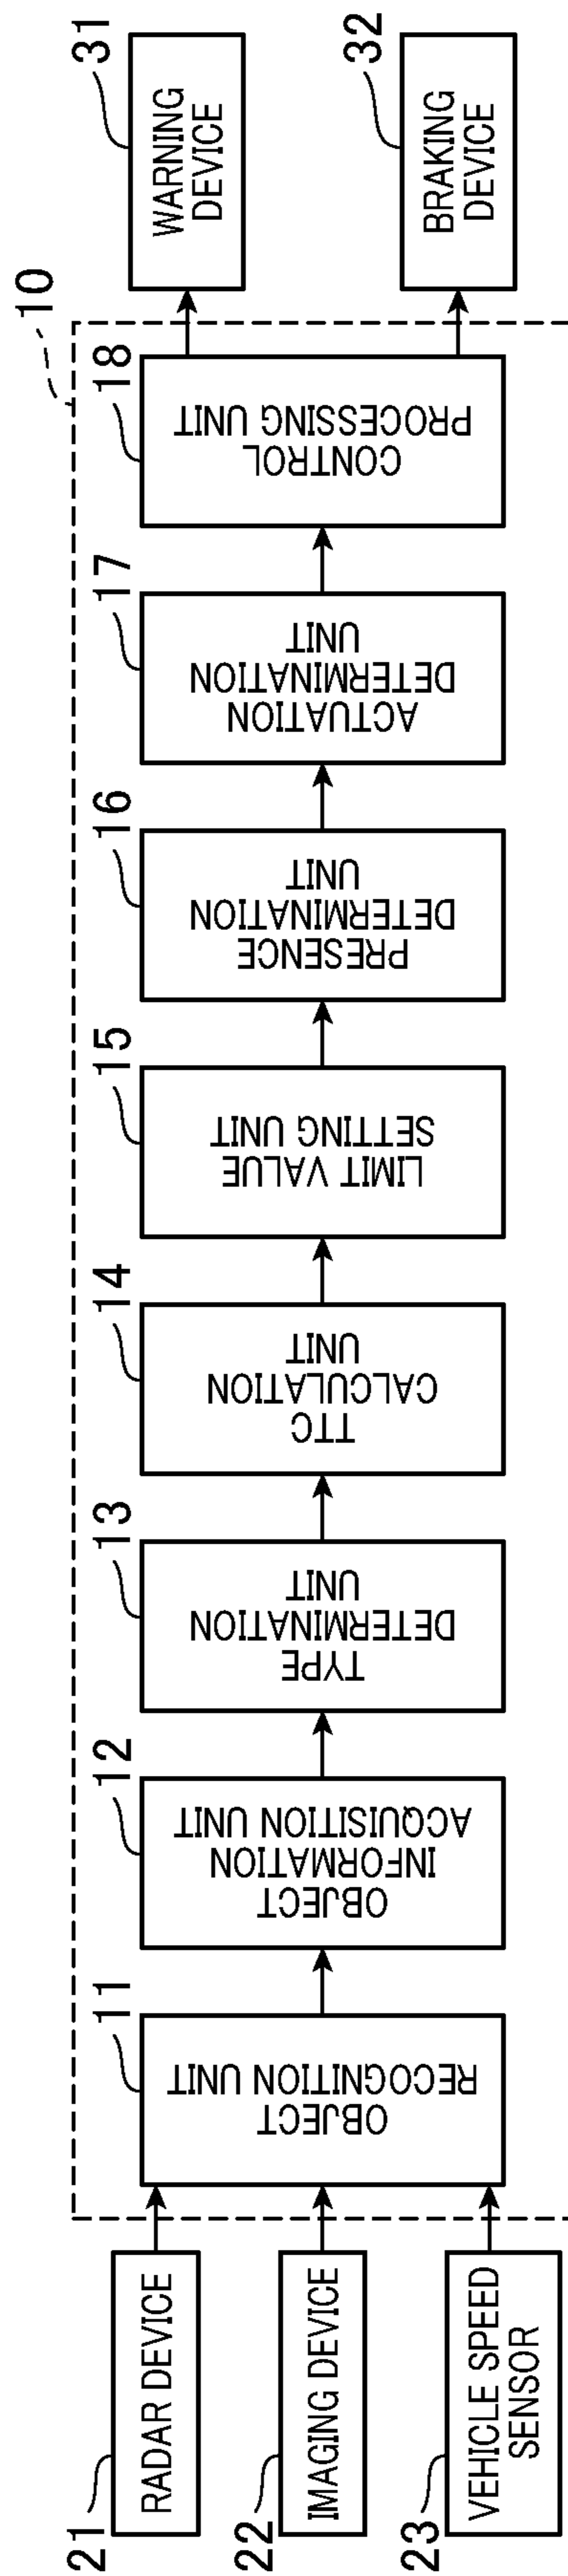 10
21
RADAR DEVICE
22
IMAGING DEVICE
23
VEHICLE SPEED
SENSOR
11
OBJECT
RECOGNITION UNIT
12
OBJECT
INFORMATION
ACQUISITION UNIT
13
TYPE
DETERMINATION
UNIT
14
TTC
CALCULATION
UNIT
15
LIMIT VALUE
SETTING UNIT
16
PRESENCE
DETERMINATION
UNIT
17
ACTUATION
DETERMINATION
UNIT
18
CONTROL
PROCESSING UNIT
31
WARNING
DEVICE
32
BRAKING
DEVICE